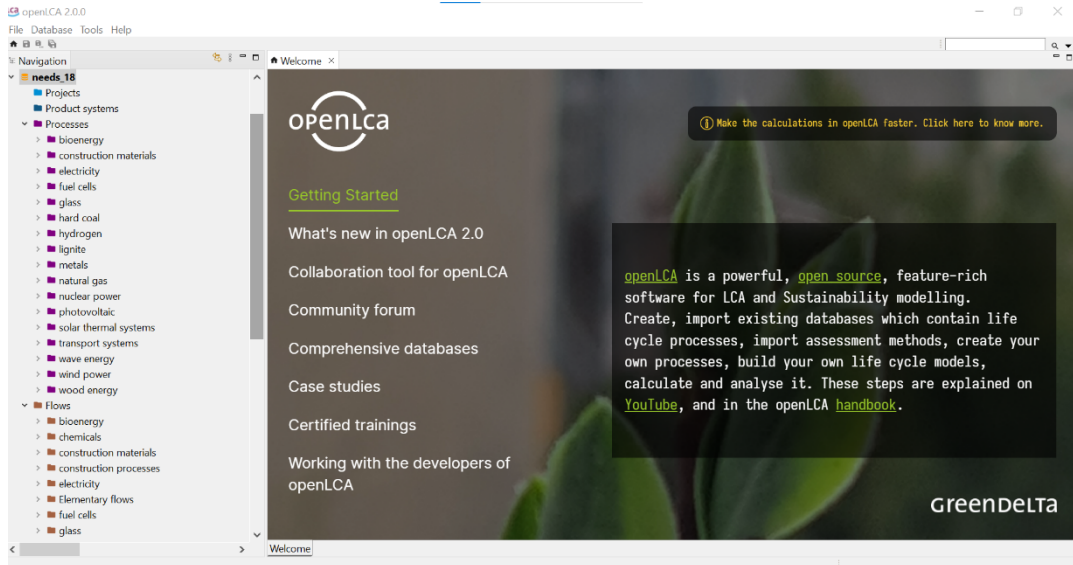 openLCA 2.0.0
File Database Tools Help
Navigation
needs_18
Projects
Product systems
Processes
bioenergy
construction materials
electricity
fuel cells
glass
hard coal
hydrogen
lignite
metals
natural gas
nuclear power
photovoltaic
solar thermal systems
transport systems
wave energy
wind power
wood energy
Flows
bioenergy
chemicals
construction materials
construction processes
electricity
Elementary flows
fuel cells
glass
Welcome
openLCa
Make the calculations in openLCA faster. Click here to know more.
Getting Started
What's new in openLCA 2.0
Collaboration tool for openLCA
Community forum
Comprehensive databases
Case studies
Certified trainings
Working with the developers of
openLCA
openLCA is a powerful, open source, feature-rich
software for LCA and Sustainability modelling.
Create, import existing databases which contain life
cycle processes, import assessment methods, create your
own processes, build your own life cycle models,
calculate and analyse it. These steps are explained on
YouTube, and in the openLCA handbook.
GreenDeLTa
Welcome